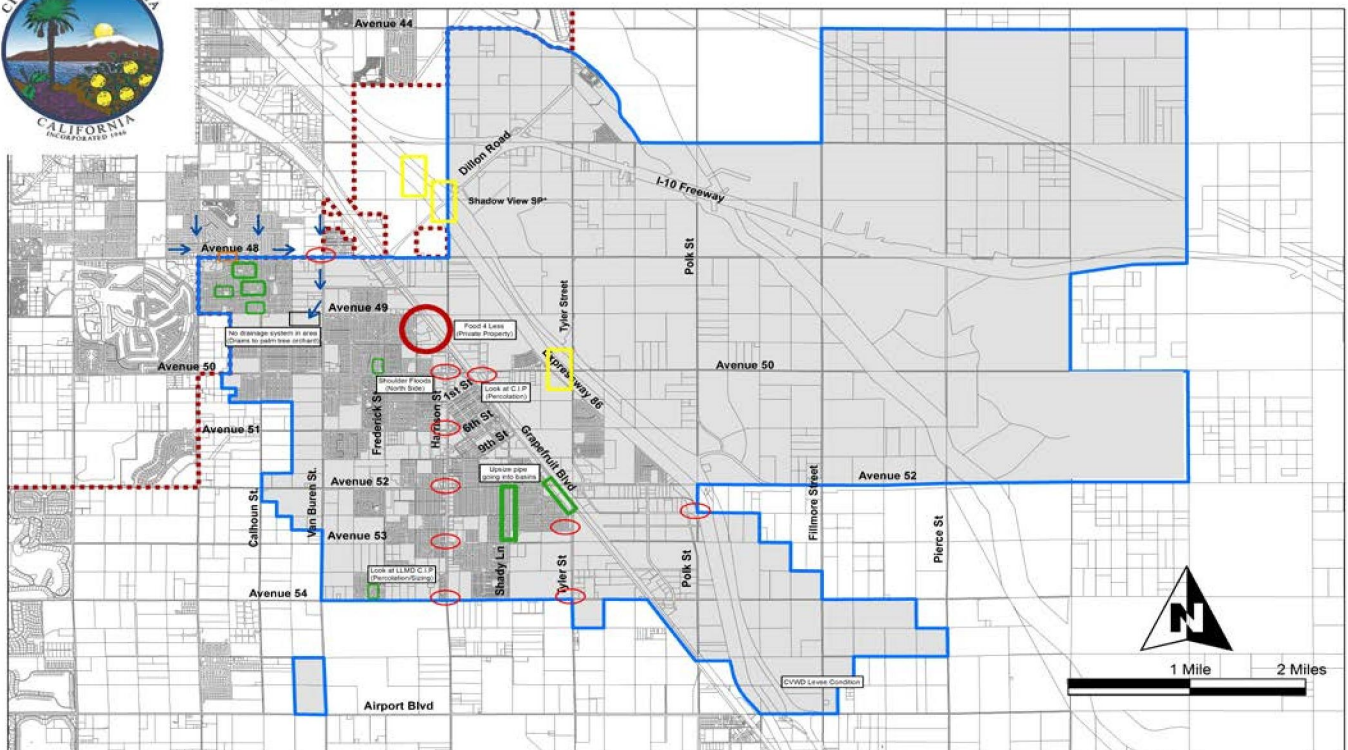 CALIFORNIA
INCORPORATED 1946
Avenue 44
Dillon Road
Shadow View SP*
I-10 Freeway
Avenue 48
Polk St
Tyler Street
Avenue 49
Food 4 Less
(Private Property)
No drainage system in area
(Drains to palm tree orchard)
Avenue 50
Avenue 50
Expressway 86
Shoulder Floods
(North Side)
1st St
Look at C.I.P
(Percolation)
Frederick St
Harrison St
6th St
9th St
Avenue 51
Grapefruit Blvd
Upsize pipe
going into basins
Avenue 52
Avenue 52
Calhoun St.
Van Buren St.
Fillmore Street
Pierce St
Avenue 53
Shady Ln
Tyler St
Polk St
Look at LLMD C.I.P
(Percolation/Sizing)
Avenue 54
N
1 Mile
2 Miles
CVWD Levee Condition
Airport Blvd